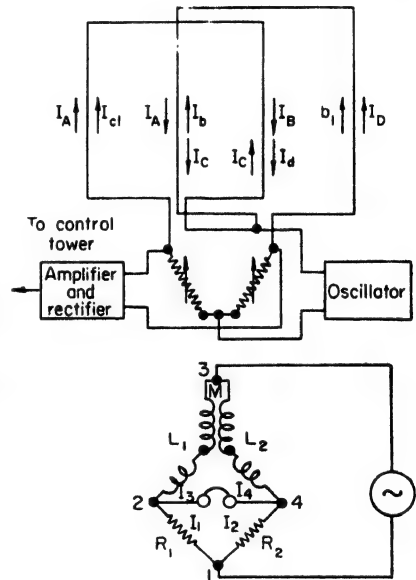 I_A I_c1 I_A I_b I_B b_1 I_D
I_C I_C I_d
To control
tower
Amplifier
and
rectifier
Oscillator
3
M
L_1 L_2
2 I_3 I_4 4
I_1 I_2
R_1 R_2
1
~